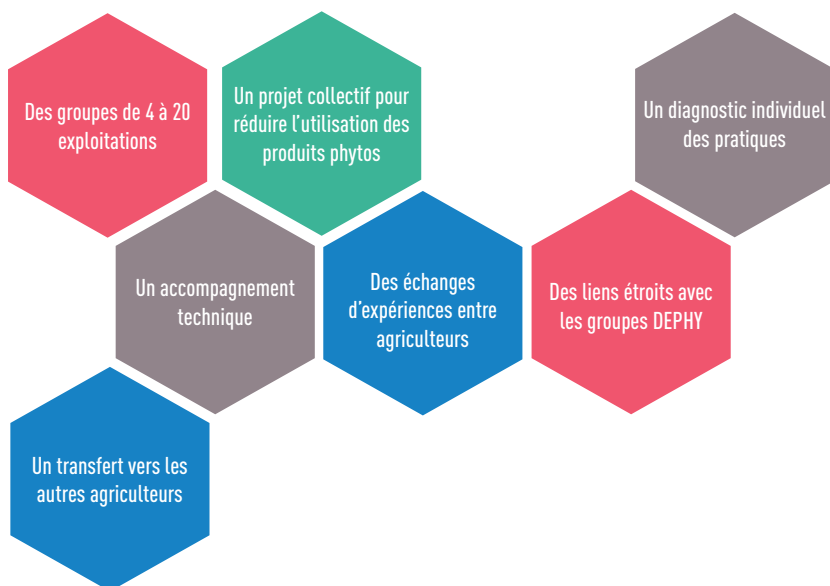 Des groupes de 4 à 20
exploitations
Un projet collectif pour
réduire l’utilisation des
produits phytos
Un diagnostic individuel
des pratiques
Un accompagnement
technique
Des échanges
d’expériences entre
agriculteurs
Des liens étroits avec
les groupes DEPHY
Un transfert vers les
autres agriculteurs